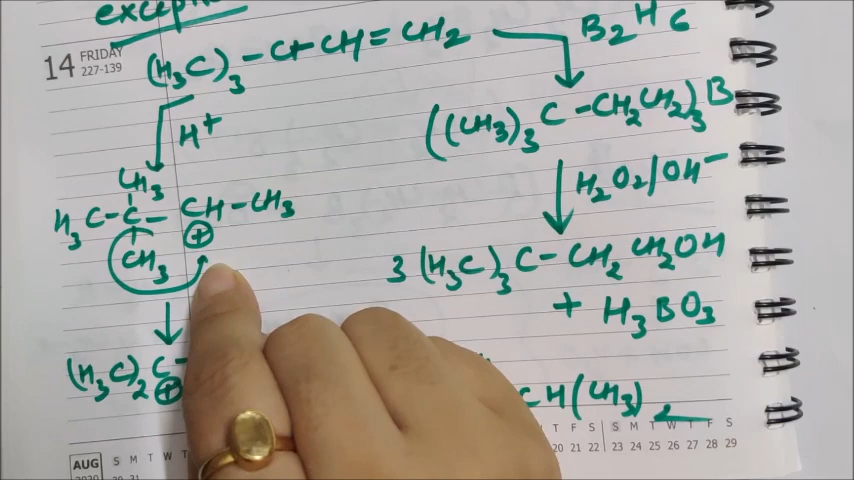 excep
14 FRIDAY
227-139
(H3C)3-C+CH=CH2
B2H6
H+
((CH3)3C-CH2CH2)3B
CH3
H3C-C-CH-CH3
⊕
CH3
H2O2/OH-
3(H3C)3C-CH2CH2OH
+ H3BO3
(H3C)2C-
⊕
CH(CH3)2
AUG
S M T W T
T F S S M T W T F S
20 21 22 23 24 25 26 27 28 29